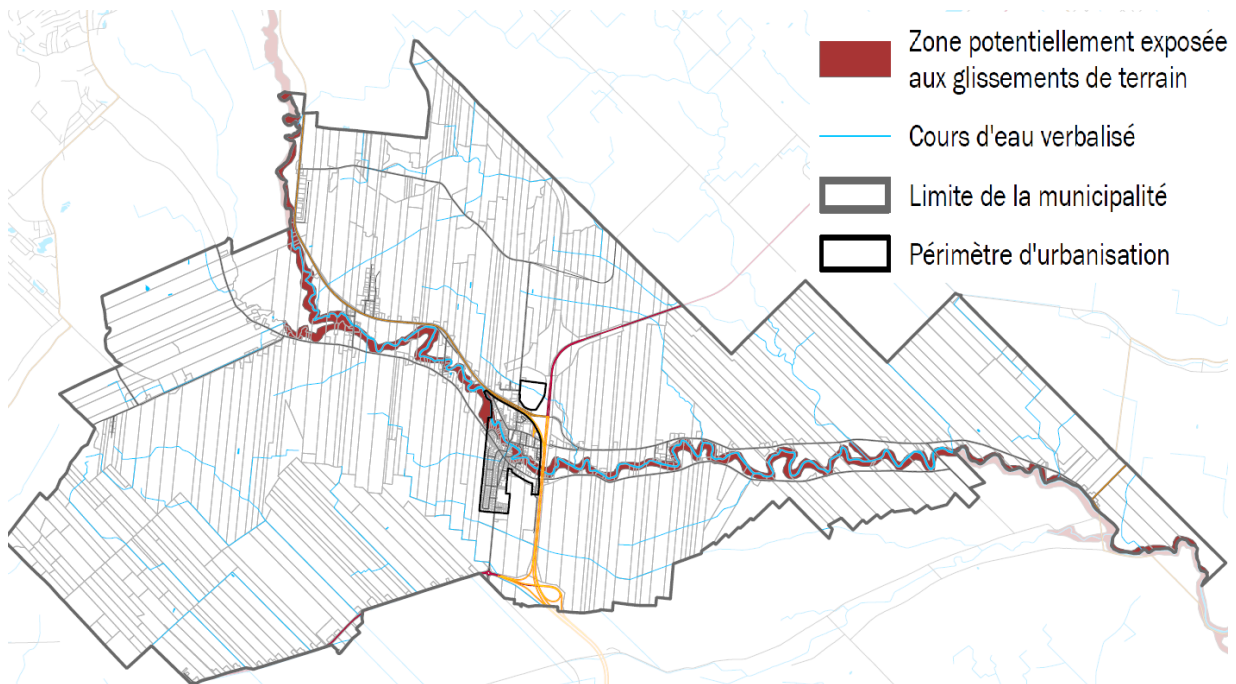 Zone potentiellement exposée
aux glissements de terrain
Cours d'eau verbalisé
Limite de la municipalité
Périmètre d'urbanisation